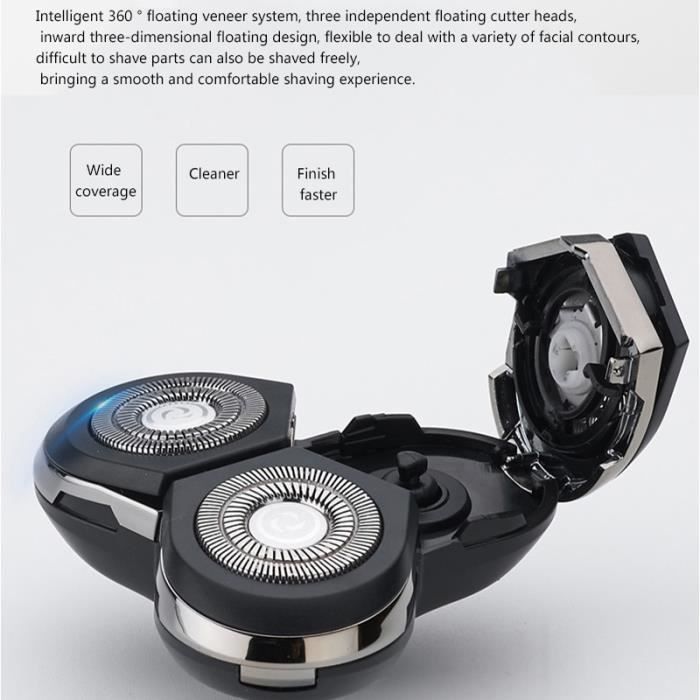 Intelligent 360 ° floating veneer system, three independent floating cutter heads,
inward three-dimensional floating design, flexible to deal with a variety of facial contours,
difficult to shave parts can also be shaved freely,
bringing a smooth and comfortable shaving experience.
Wide
coverage
Cleaner
Finish
faster